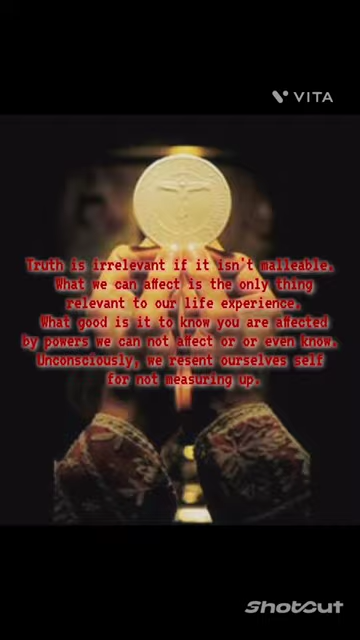 VITA
Truth is irrelevant if it isn't malleable.
What we can affect is the only thing
relevant to our life experience.
What good is it to know you are affected
by powers we can not affect or or even know.
Unconsciously, we resent ourselves self
for not measuring up.
Shotcut